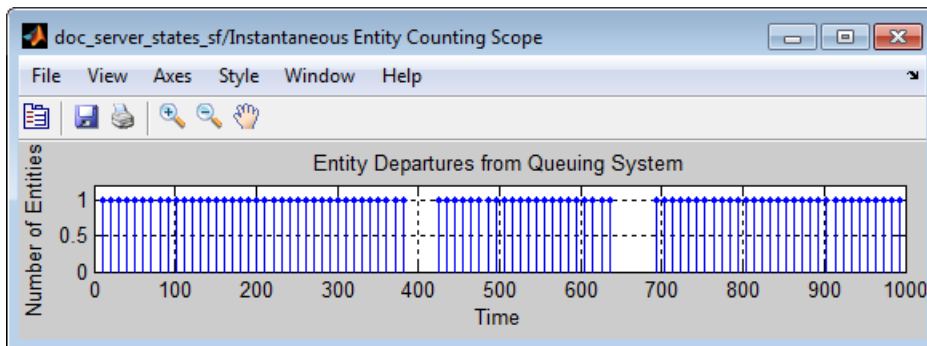 doc_server_states_sf/Instantaneous Entity Counting Scope
File View Axes Style Window Help
Entity Departures from Queuing System
Number of Entities
1
0.5
0
0 100 200 300 400 500 600 700 800 900 1000
Time